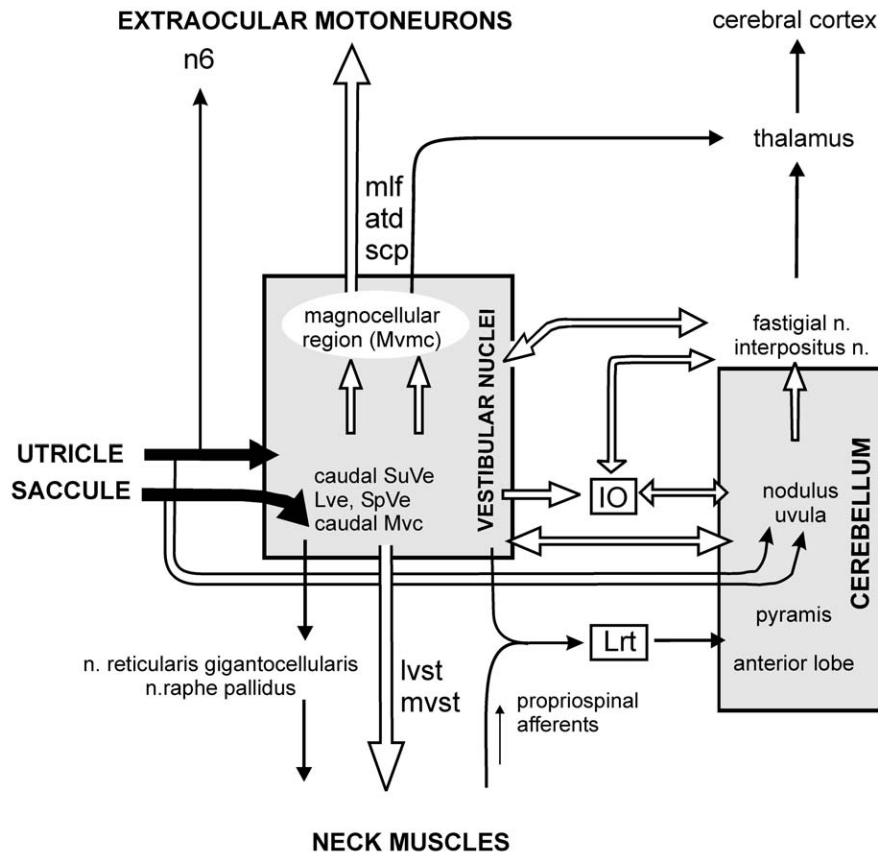 EXTRAOCULAR MOTONEURONS
cerebral cortex
n6
thalamus
mlf
atd
scp
magnocellular
region (Mvmc)
VESTIBULAR NUCLEI
fastigial n.
interpositus n.
UTRICLE
SACCULE
caudal SuVe
Lve, SpVe
caudal Mvc
IO
nodulus
uvula
CEREBELLUM
pyramis
anterior lobe
Lrt
n. reticularis gigantocellularis
n.raphe pallidus
lvst
mvst
propriospinal
afferents
NECK MUSCLES